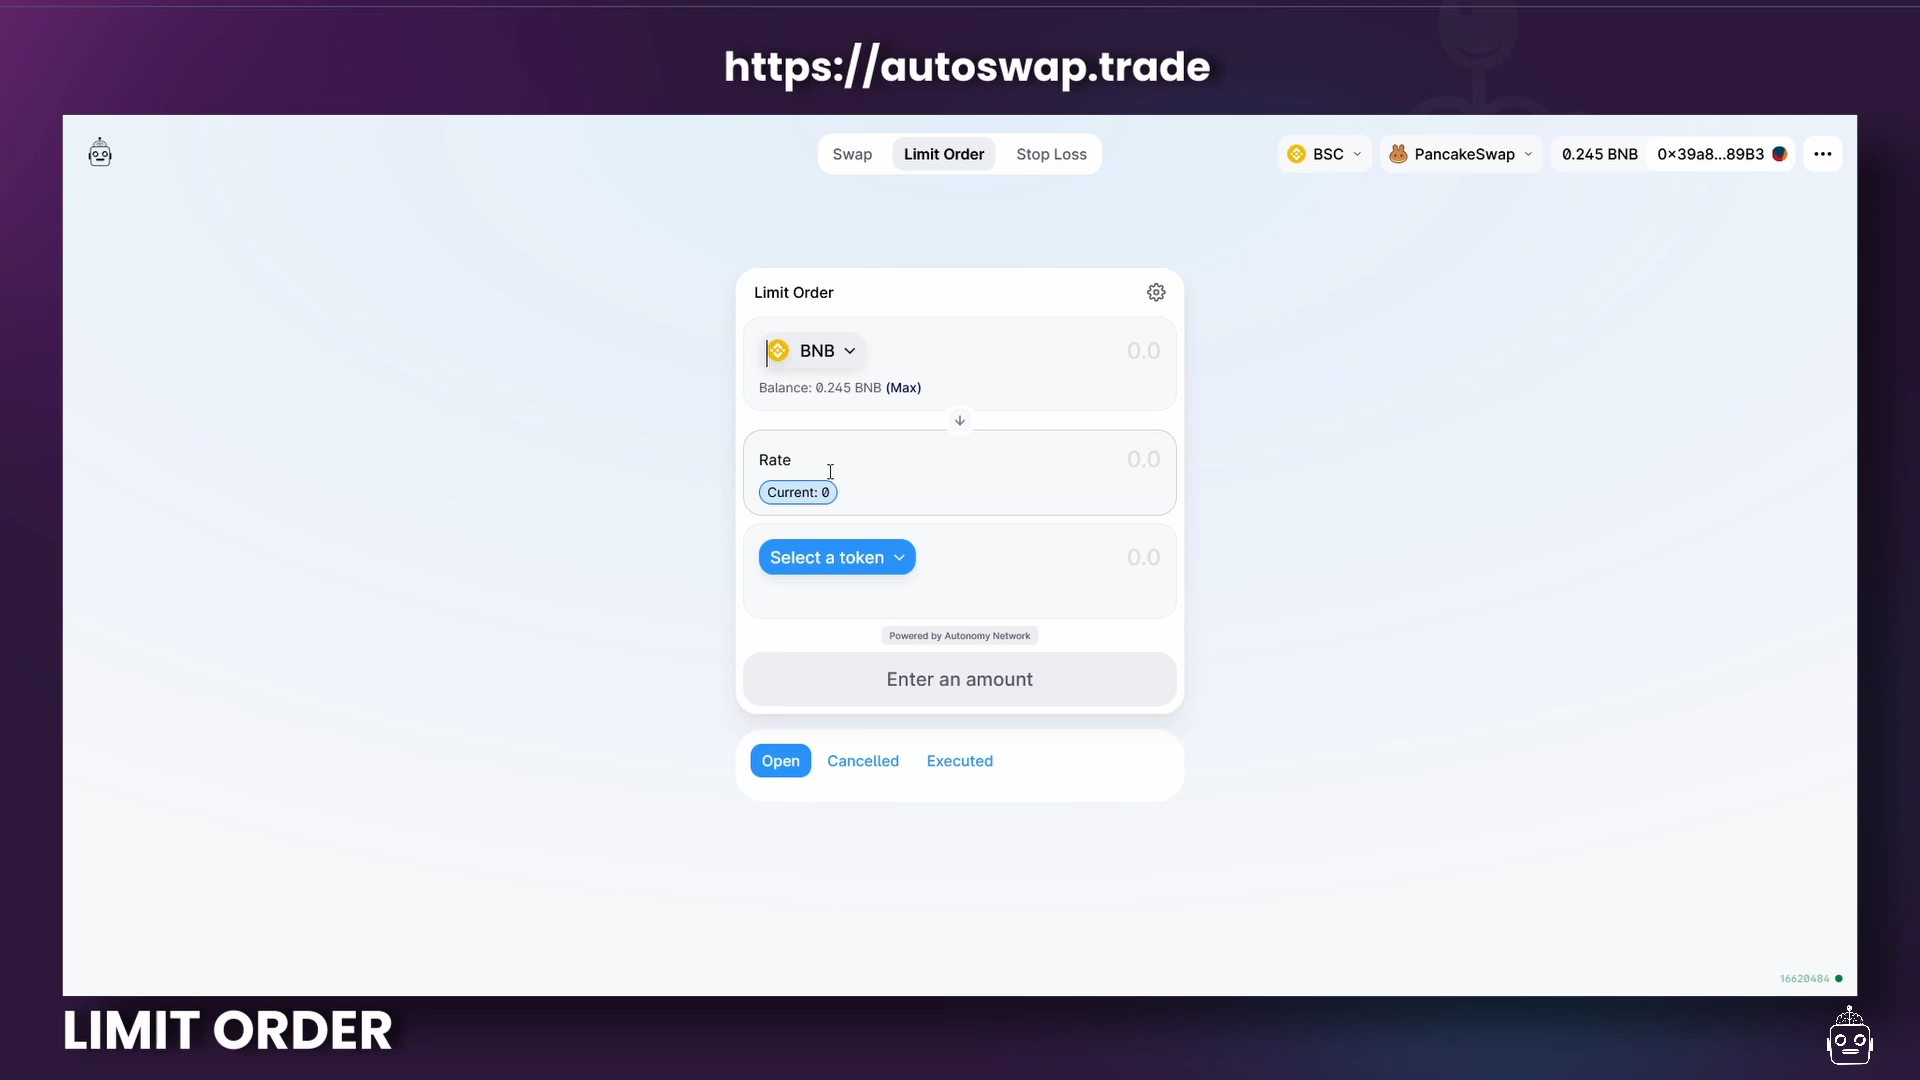 https://autoswap.trade
Swap Limit Order Stop Loss BSC PancakeSwap 0.245 BNB 0x39a8...89B3 ...
Limit Order
BNB 0.0
Balance: 0.245 BNB (Max)
Rate 0.0
Current: 0
Select a token 0.0
Powered by Autonomy Network
Enter an amount
Open Cancelled Executed
16620484
LIMIT ORDER